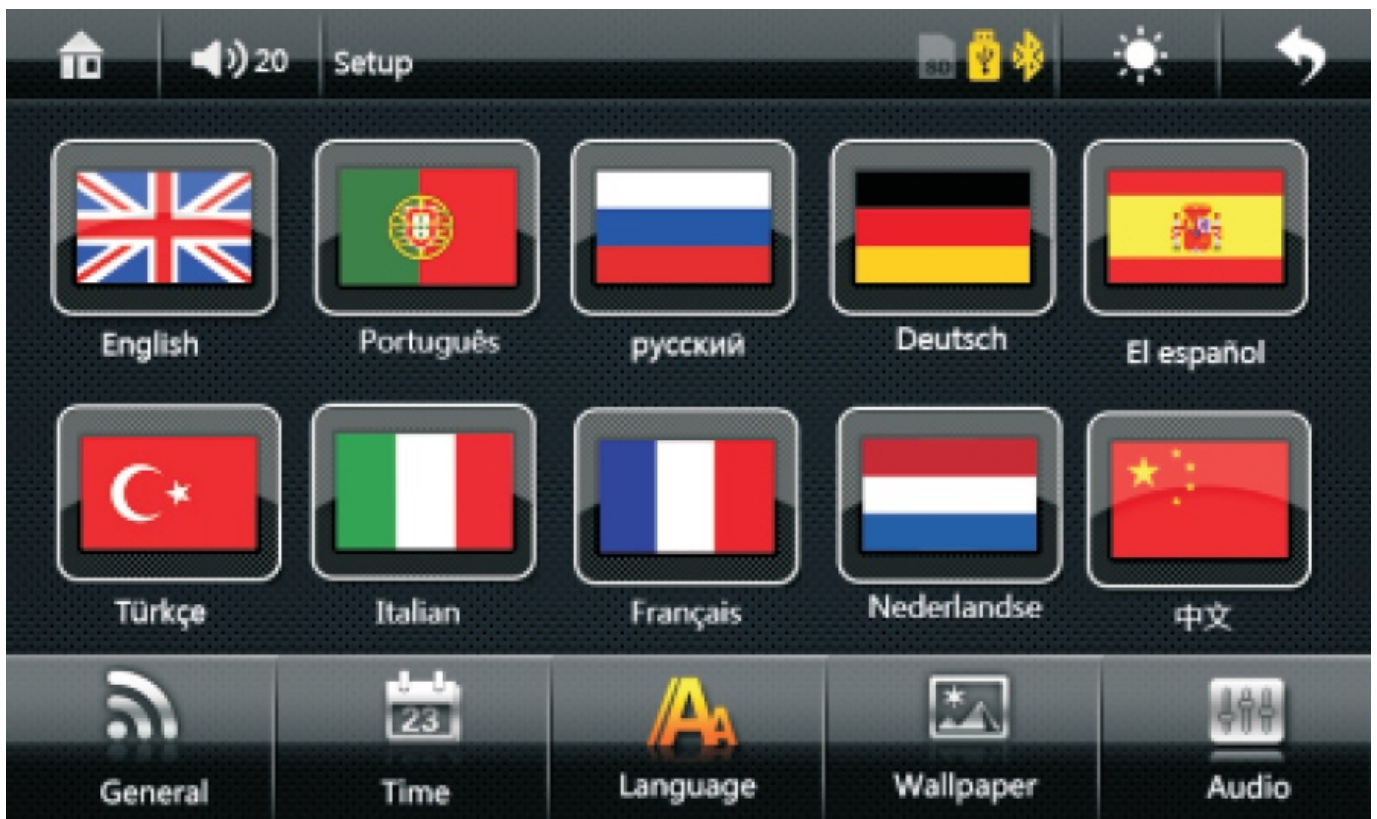 20 Setup SD
English Português русский Deutsch El español
Türkçe Italian Français Nederlandse 中文
23
General Time Language Wallpaper Audio